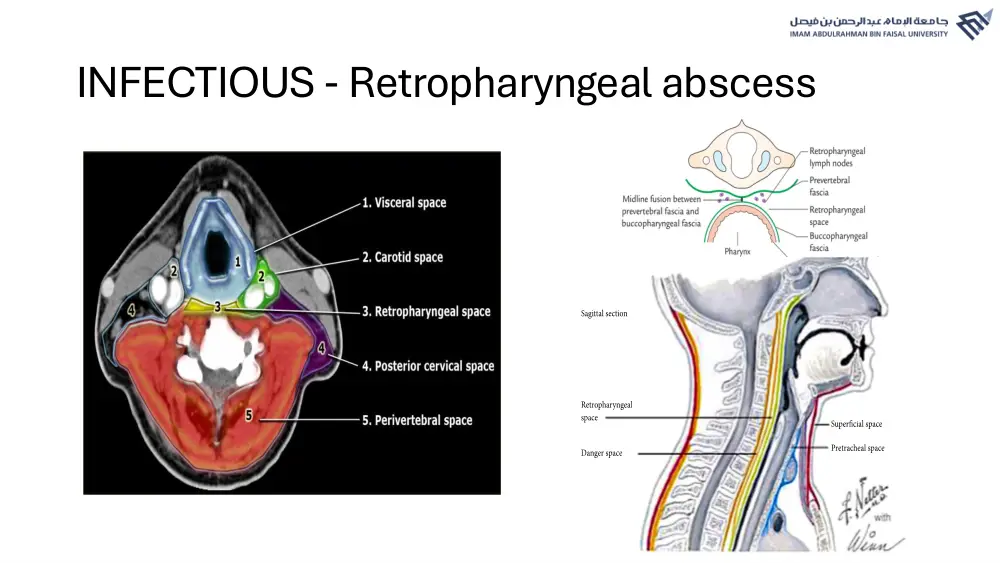 جامعة الإمام عبدالرحمن بن فيصل
IMAM ABDULRAHMAN BIN FAISAL UNIVERSITY
INFECTIOUS - Retropharyngeal abscess
1. Visceral space
2. Carotid space
3. Retropharyngeal space
4. Posterior cervical space
5. Perivertebral space
1
2
2
3
4
4
5
Retropharyngeal
lymph nodes
Prevertebral
fascia
Midline fusion between
prevertebral fascia and
buccopharyngeal fascia
Retropharyngeal
space
Buccopharyngeal
fascia
Pharynx
Sagittal section
Retropharyngeal
space
Danger space
Superficial space
Pretracheal space
F. Netter
M.D.
with
Winn